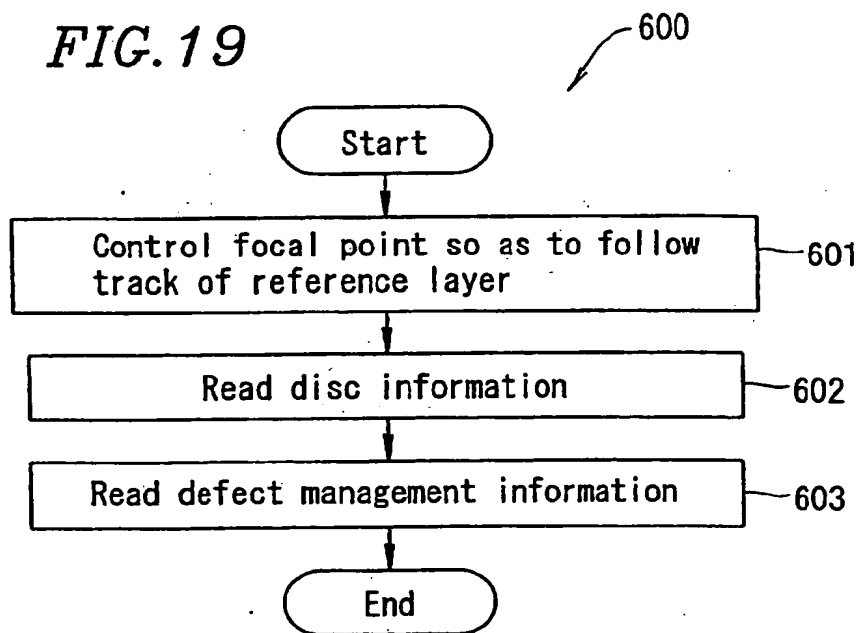 FIG.19
600
Start
Control focal point so as to follow
track of reference layer
601
Read disc information
602
Read defect management information
603
End